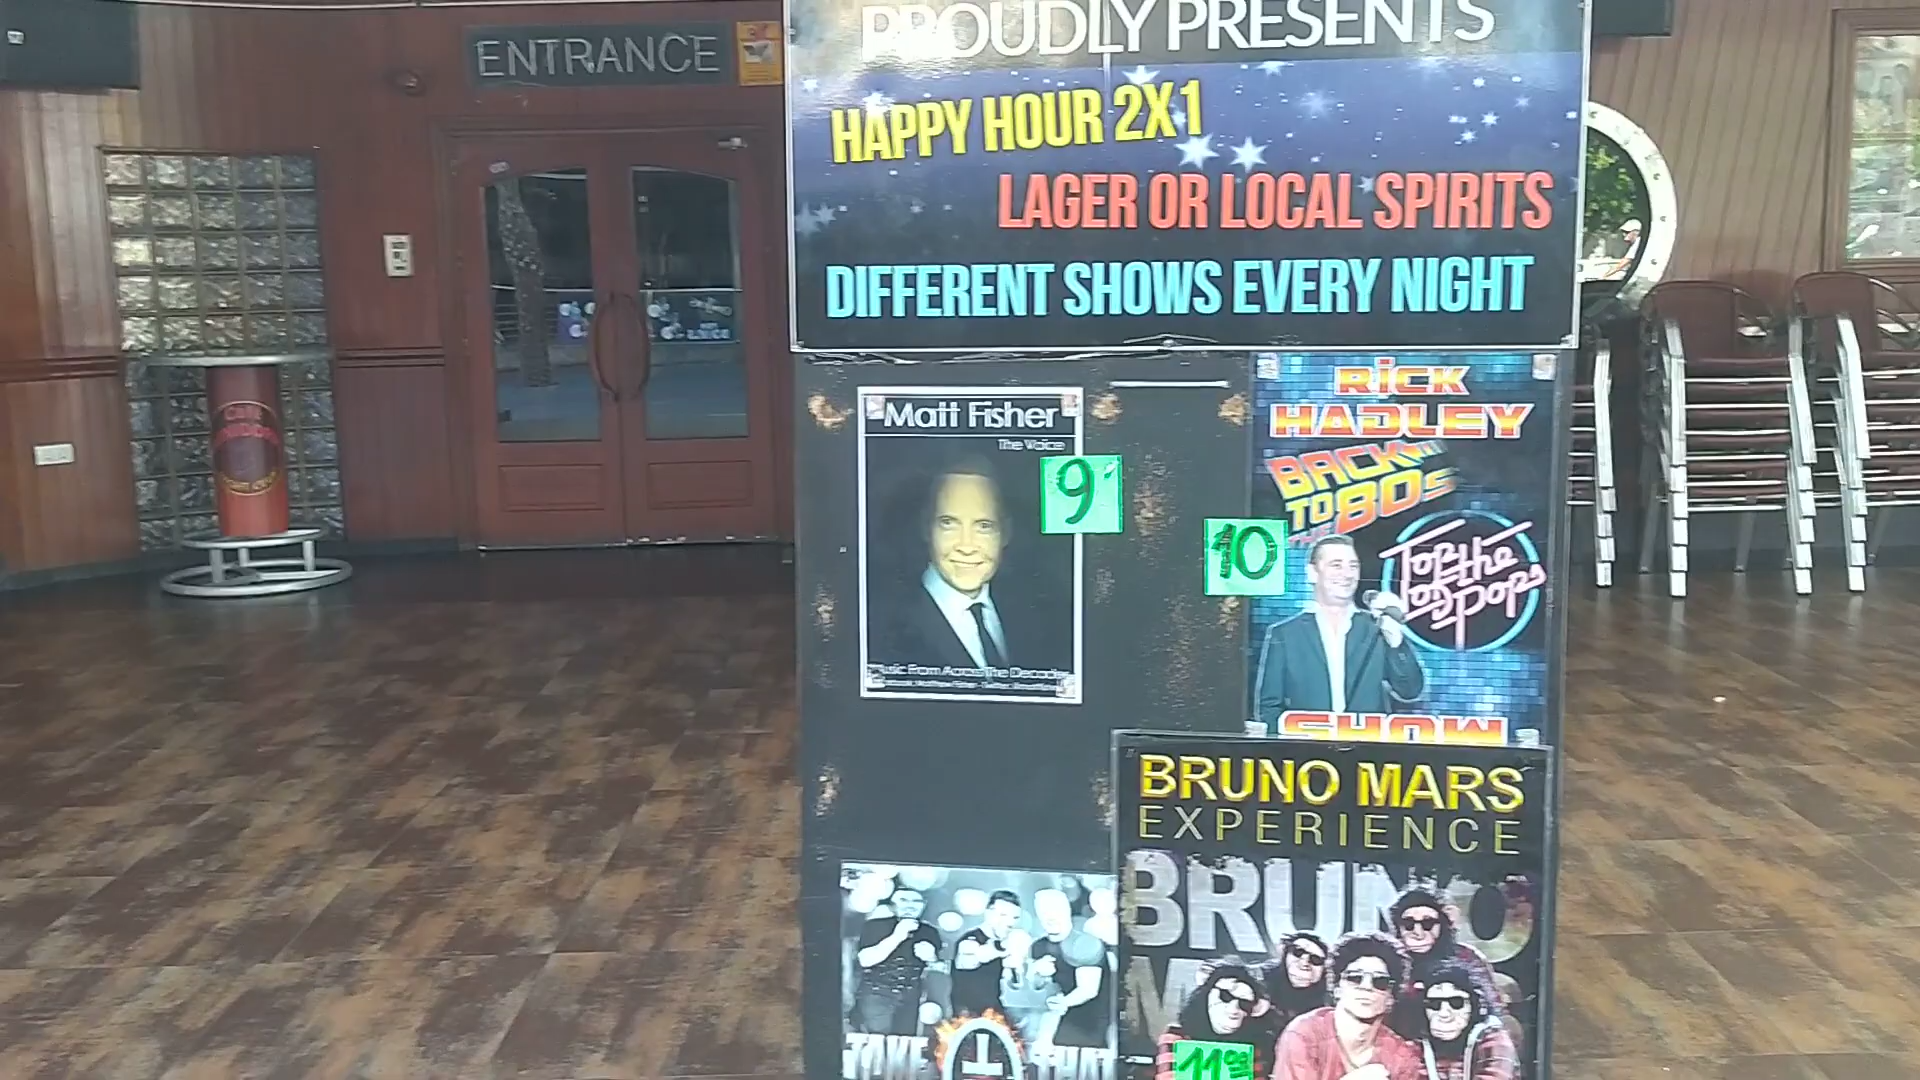 ENTRANCE
PROUDLY PRESENTS
HAPPY HOUR 2X1
LAGER OR LOCAL SPIRITS
DIFFERENT SHOWS EVERY NIGHT
Matt Fisher
The Voice
9
Music From Across The Decades
RICK
HADLEY
BACK
TO THE 80s
10
TOP of the
Pops
SHOW
BRUNO MARS
EXPERIENCE
BRUNO
TAKE THAT
11